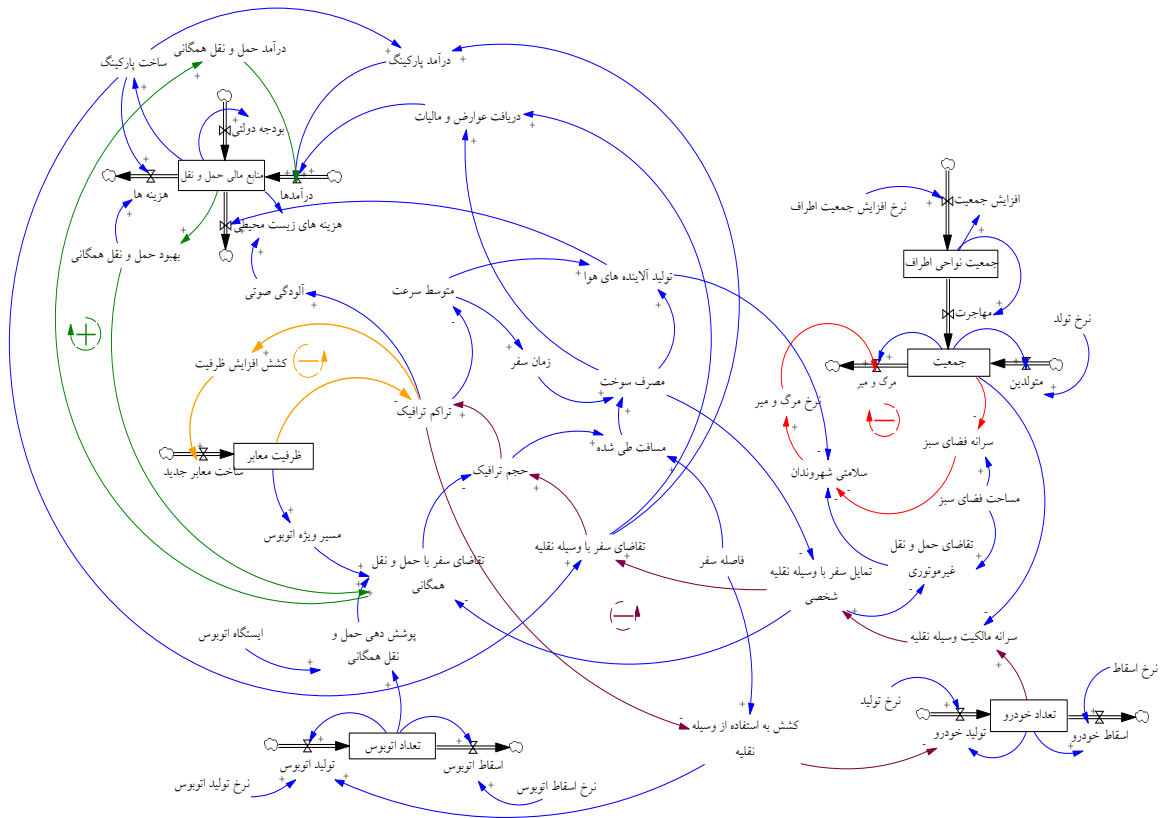 درآمد حمل و نقل همگانی
ساخت پارکینگ
درآمد پارکینگ
دریافت عوارض و مالیات
بودجه دولتی
منابع مالی حمل و نقل
هزینه ها
درآمدها
هزینه های زیست محیطی
بهبود حمل و نقل همگانی
نرخ افزایش جمعیت اطراف
افزایش جمعیت
جمعیت نواحی اطراف
مهاجرت
نرخ تولد
تولید آلاینده های هوا
متوسط سرعت
آلودگی صوتی
کشش افزایش ظرفیت
زمان سفر
مصرف سوخت
جمعیت
مرگ و میر
متولدین
نرخ مرگ و میر
تراکم ترافیک
سرانه فضای سبز
مسافت طی شده
ظرفیت معابر
ساخت معابر جدید
حجم ترافیک
سلامتی شهروندان
مساحت فضای سبز
مسیر ویژه اتوبوس
تقاضای سفر با وسیله نقلیه
تقاضای سفر با حمل و نقل
همگانی
فاصله سفر
تقاضای حمل و نقل
غیرموتوری
تمایل سفر با وسیله نقلیه
شخصی
ایستگاه اتوبوس
پوشش دهی حمل و
نقل همگانی
سرانه مالکیت وسیله نقلیه
نرخ اسقاط
نرخ تولید
تعداد خودرو
تولید خودرو
اسقاط خودرو
کشش به استفاده از وسیله
نقلیه
تعداد اتوبوس
تولید اتوبوس
اسقاط اتوبوس
نرخ تولید اتوبوس
نرخ اسقاط اتوبوس